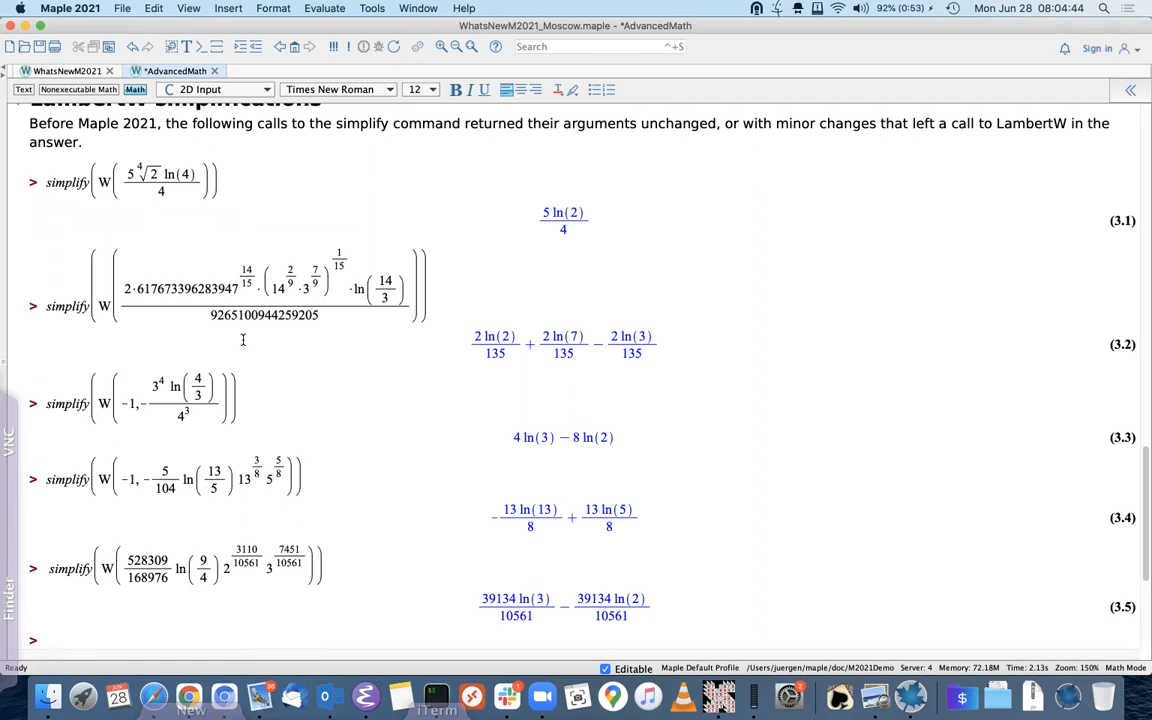 Maple 2021 File Edit View Insert Format Evaluate Tools Window Help 92% (0:53) Mon Jun 28 08:04:44
WhatsNewM2021_Moscow.maple - *AdvancedMath
Search ⌃+S Sign in
WhatsNewM2021 *AdvancedMath
Text Nonexecutable Math Math C 2D Input Times New Roman 12 B I U
LambertW simplifications
Before Maple 2021, the following calls to the simplify command returned their arguments unchanged, or with minor changes that left a call to LambertW in the
answer.
> simplify(W(5 ∜2 ln(4) / 4))
5 ln(2) / 4 (3.1)
> simplify(W(2·617673396283947^(14/15)·(14^(2/9)·3^(7/9))^(1/15)·ln(14/3) / 9265100944259205))
2 ln(2)/135 + 2 ln(7)/135 − 2 ln(3)/135 (3.2)
> simplify(W(−1, −3^4 ln(4/3) / 4^3))
4 ln(3) − 8 ln(2) (3.3)
> simplify(W(−1, −5/104 ln(13/5) 13^(3/8) 5^(5/8)))
−13 ln(13)/8 + 13 ln(5)/8 (3.4)
> simplify(W(528309/168976 ln(9/4) 2^(3110/10561) 3^(7451/10561)))
39134 ln(3)/10561 − 39134 ln(2)/10561 (3.5)
>
VNC
Finder
Ready Editable Maple Default Profile /Users/juergen/maple/doc/M2021Demo Server: 4 Memory: 72.18M Time: 2.13s Zoom: 150% Math Mode
New iTerm